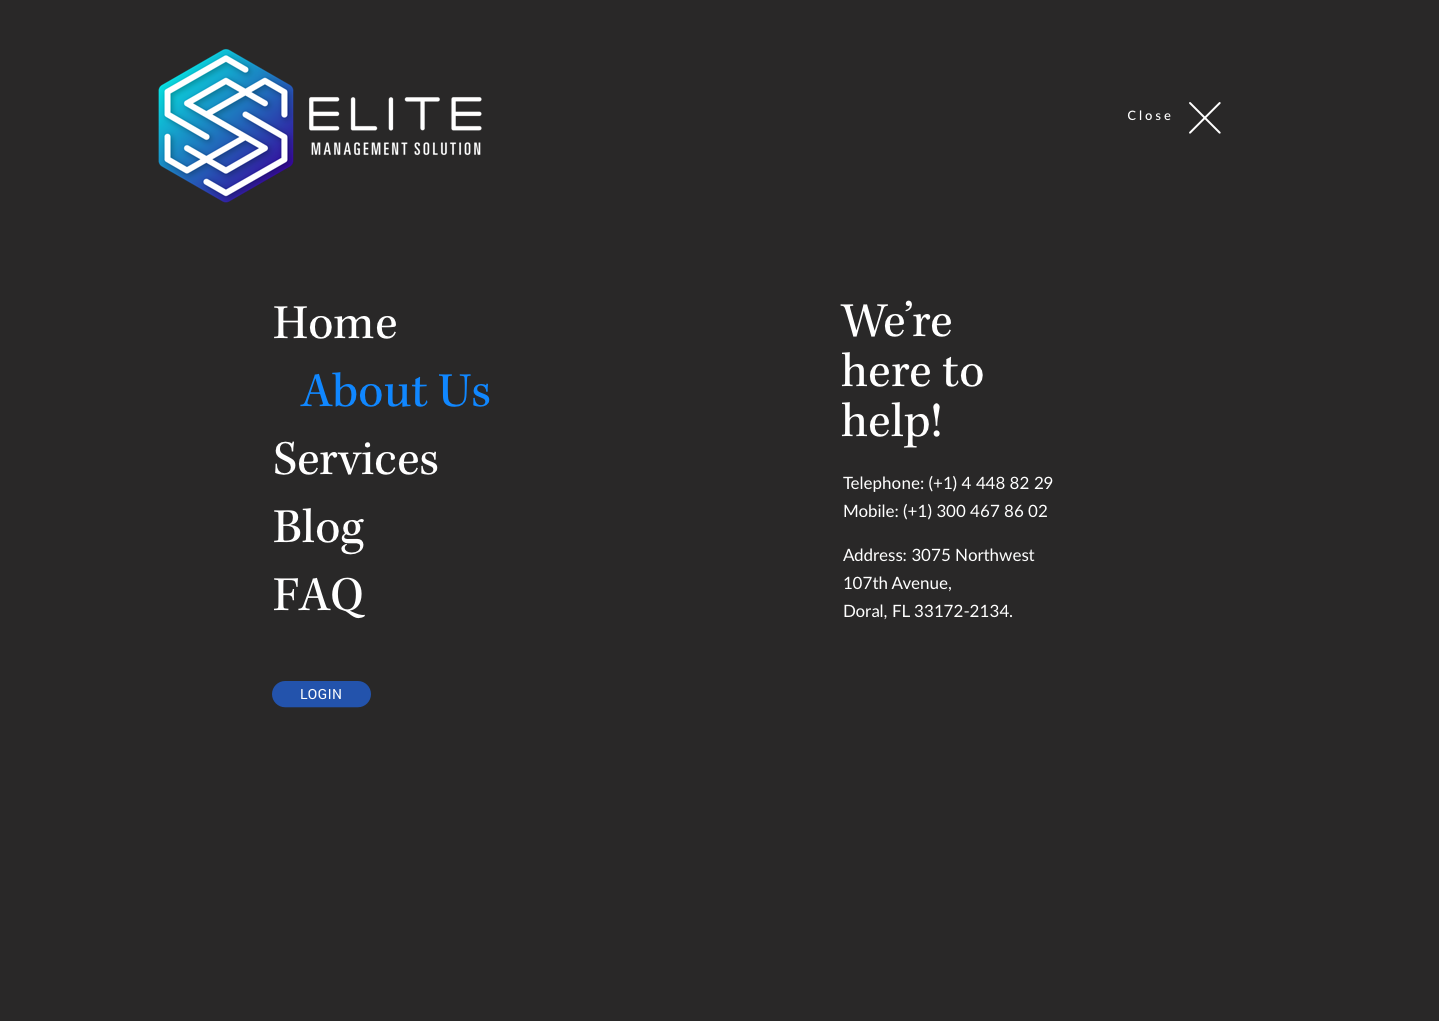 ELITE
MANAGEMENT SOLUTION
Close
Home
About Us
Services
Blog
FAQ
LOGIN
We’re
here to
help!
Telephone: (+1) 4 448 82 29
Mobile: (+1) 300 467 86 02
Address: 3075 Northwest
107th Avenue,
Doral, FL 33172-2134.